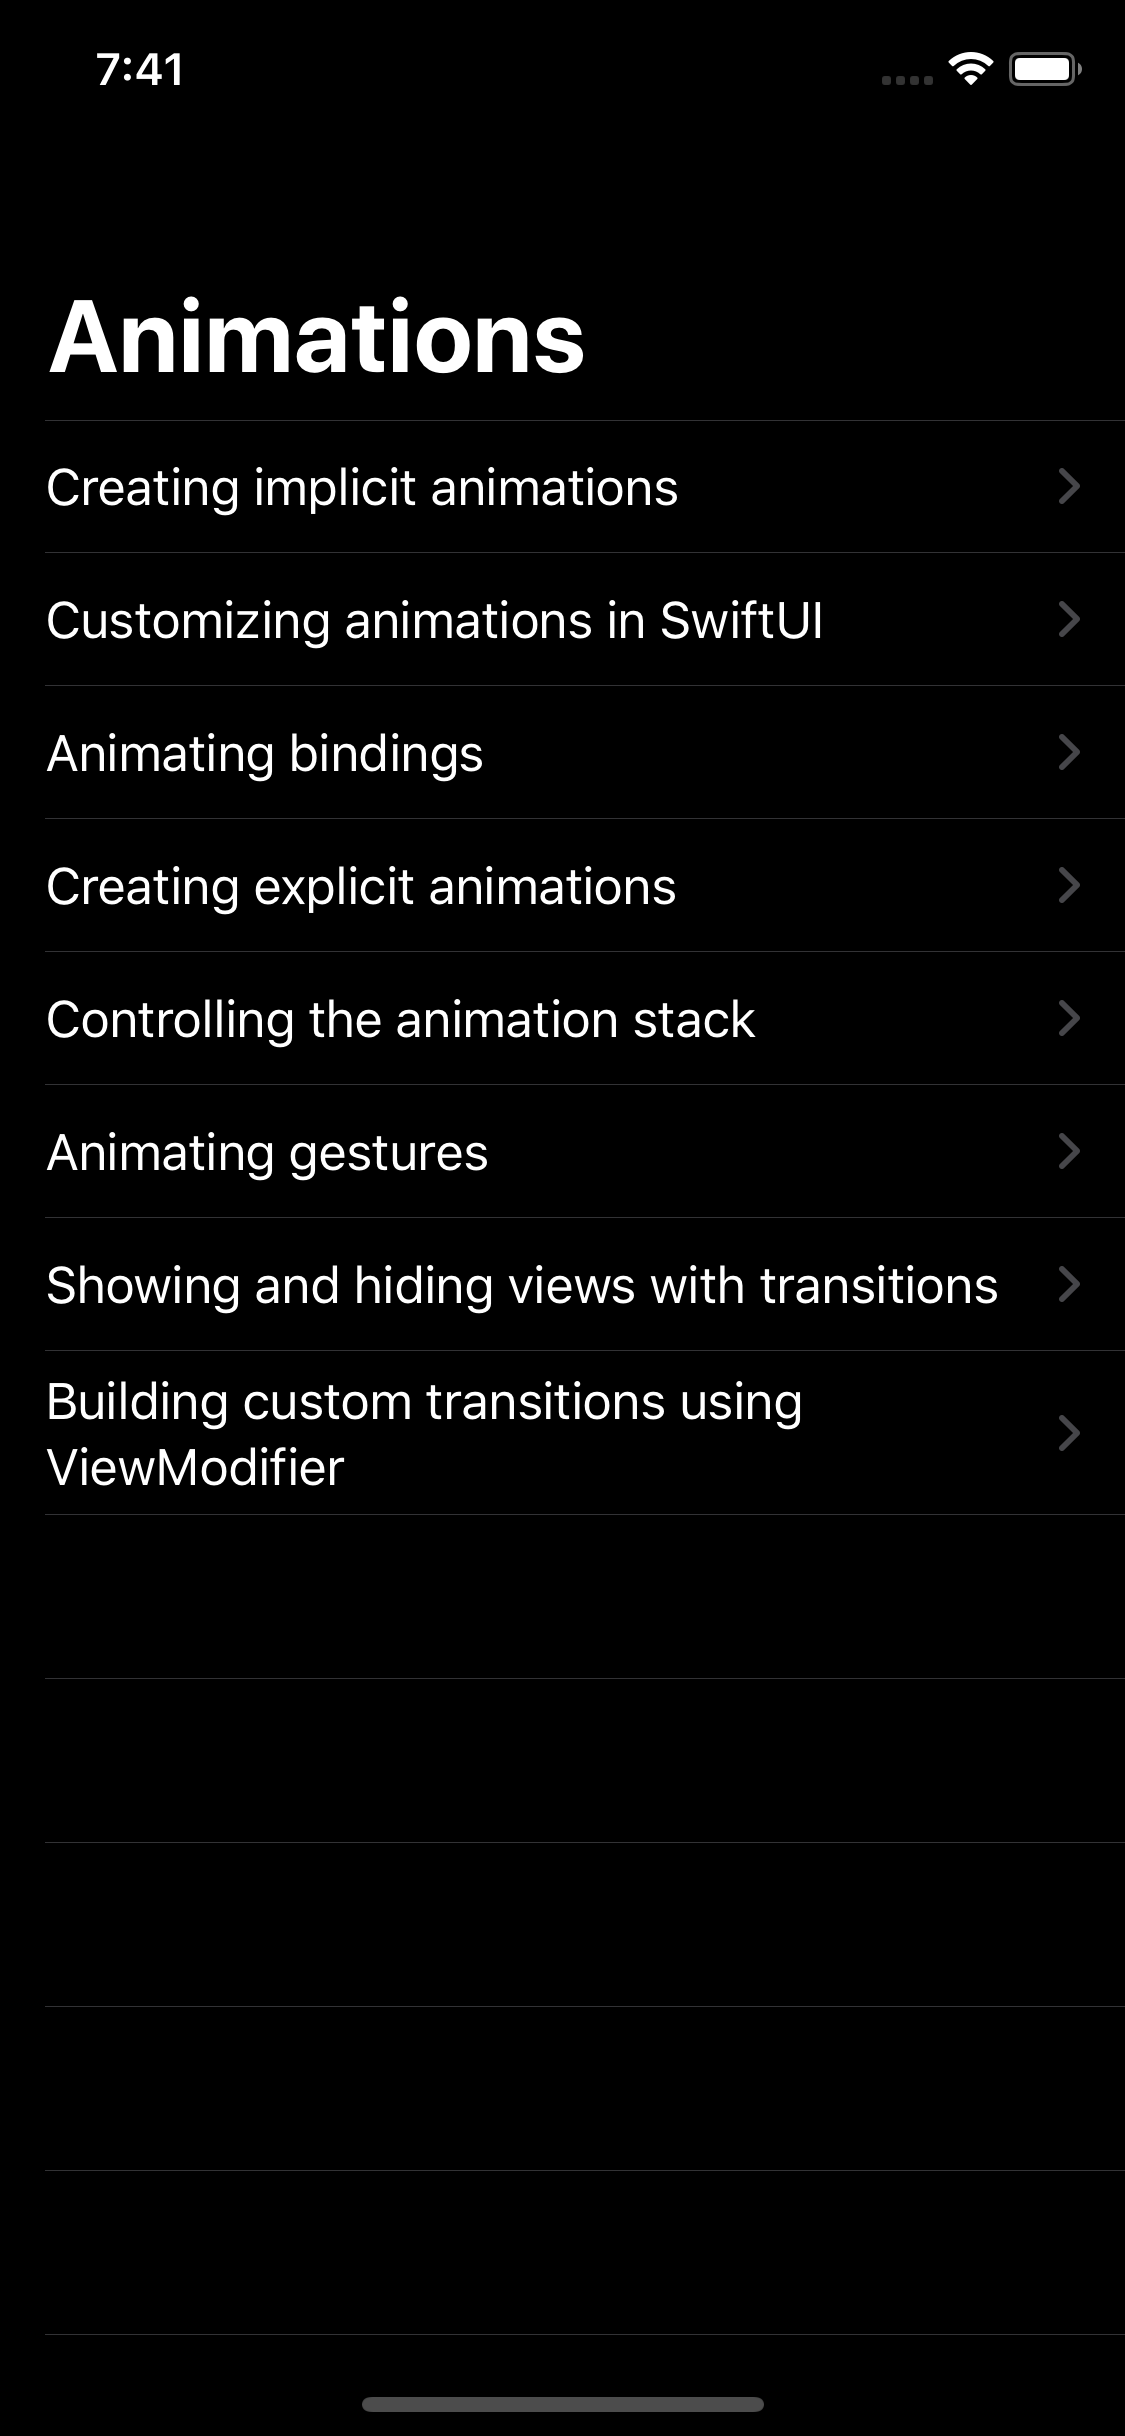 7:41
Animations
Creating implicit animations
Customizing animations in SwiftUI
Animating bindings
Creating explicit animations
Controlling the animation stack
Animating gestures
Showing and hiding views with transitions
Building custom transitions using
ViewModifier